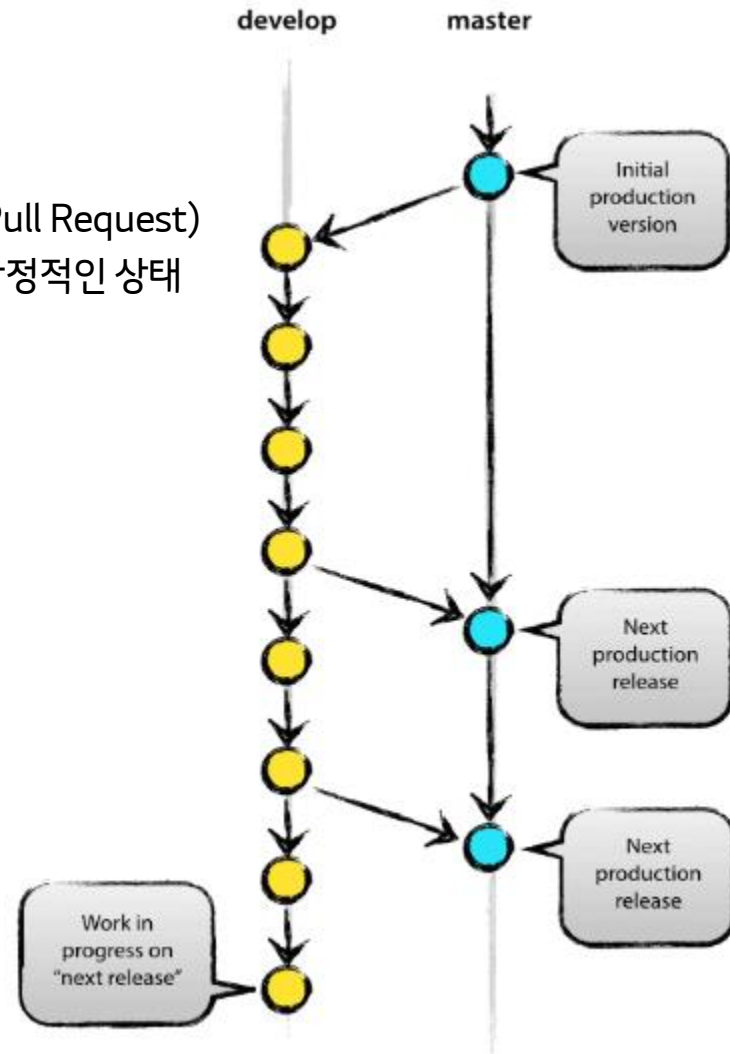 develop
master
Initial
production
version
Pull Request)
정적인 상태
Next
production
release
Next
production
release
Work in
progress on
"next release"